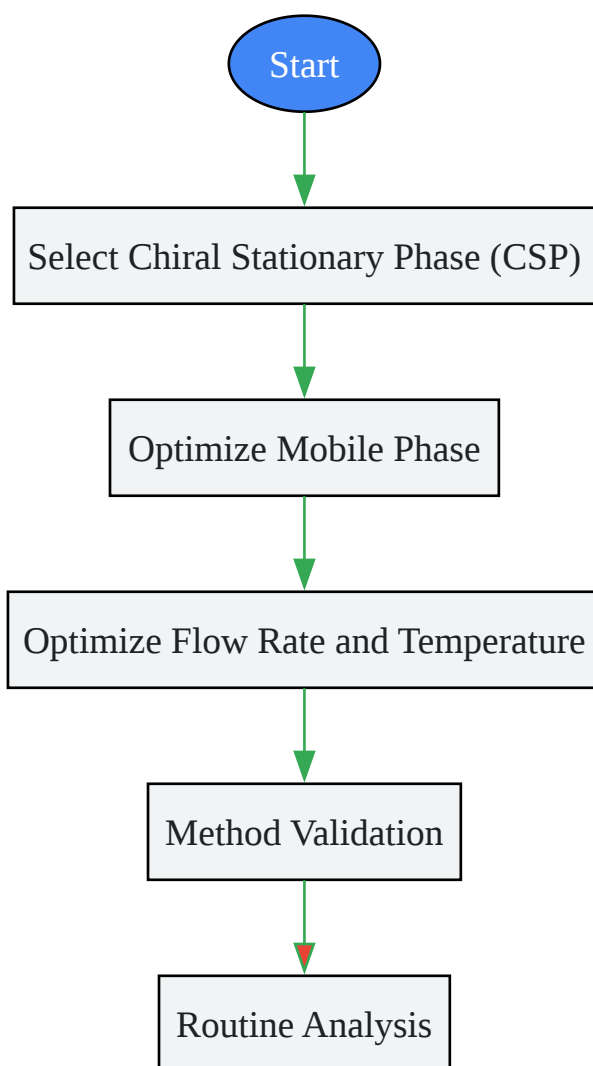 Start
Select Chiral Stationary Phase (CSP)
Optimize Mobile Phase
Optimize Flow Rate and Temperature
Method Validation
Routine Analysis